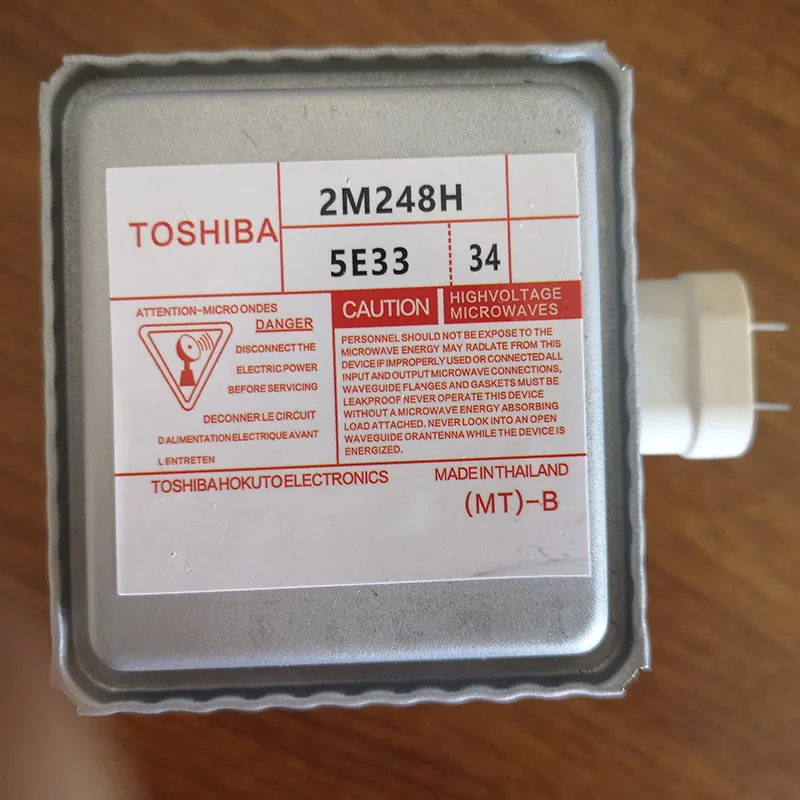 TOSHIBA
2M248H
5E33 34
ATTENTION-MICRO ONDES
DANGER
DISCONNECT THE
ELECTRIC POWER
BEFORE SERVICING
DECONNER LE CIRCUIT
D ALIMENTATION ELECTRIQUE AVANT
L ENTRETEN
CAUTION
HIGHVOLTAGE
MICROWAVES
PERSONNEL SHOULD NOT BE EXPOSE TO THE
MICROWAVE ENERGY MAY RADLATE FROM THIS
DEVICE IF IMPROPERLY USED OR CONNECTED ALL
INPUT AND OUTPUT MICROWAVE CONNECTIONS,
WAVEGUIDE FLANGES AND GASKETS MUST BE
LEAKPROOF NEVER OPERATE THIS DEVICE
WITHOUT A MICROWAVE ENERGY ABSORBING
LOAD ATTACHED. NEVER LOOK INTO AN OPEN
WAVEGUIDE ORANTENNA WHILE THE DEVICE IS
ENERGIZED.
TOSHIBA HOKUTO ELECTRONICS
MADE IN THAILAND
(MT)-B